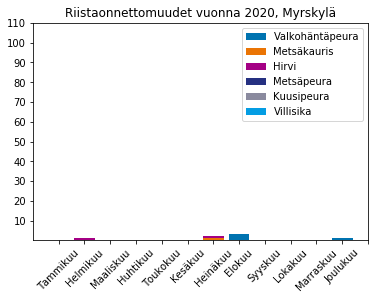 Riistaonnettomuudet vuonna 2020, Myrskylä
110
100
90
80
70
60
50
40
30
20
10
Valkohäntäpeura
Metsäkauris
Hirvi
Metsäpeura
Kuusipeura
Villisika
Tammikuu
Helmikuu
Maaliskuu
Huhtikuu
Toukokuu
Kesäkuu
Heinäkuu
Elokuu
Syyskuu
Lokakuu
Marraskuu
Joulukuu